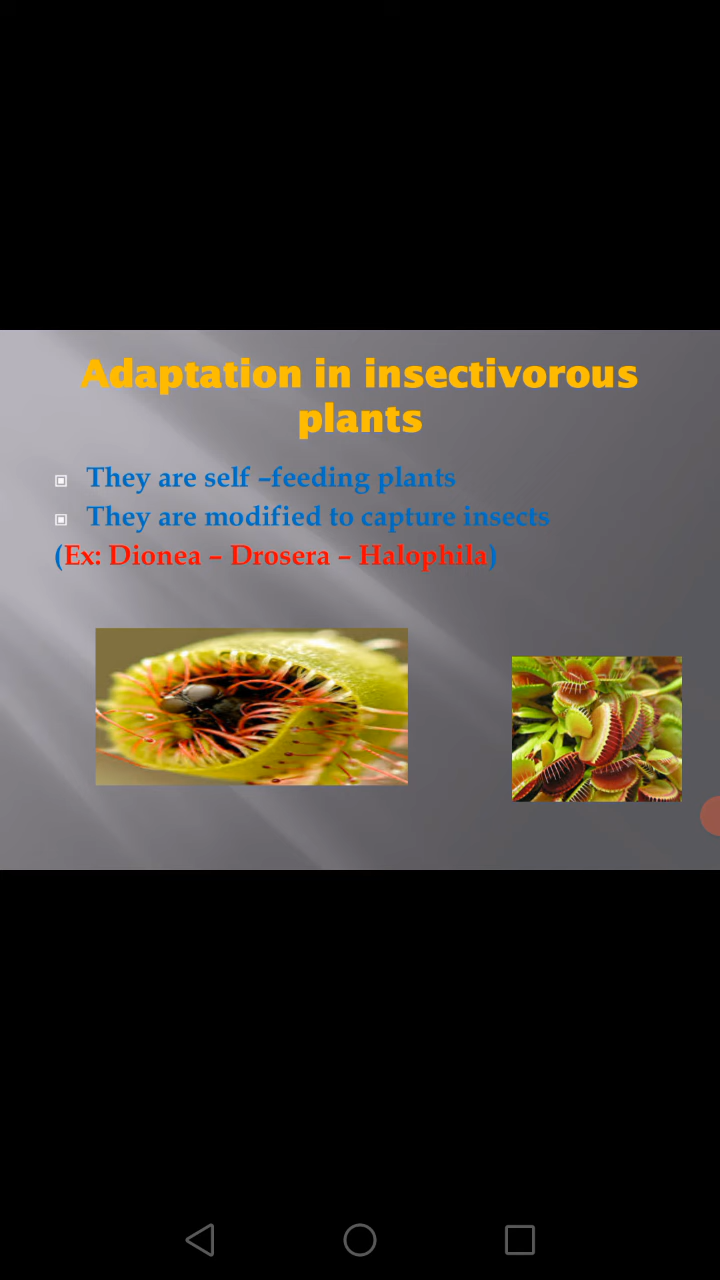 Adaptation in insectivorous
plants
They are self –feeding plants
They are modified to capture insects
(Ex: Dionea – Drosera – Halophila)